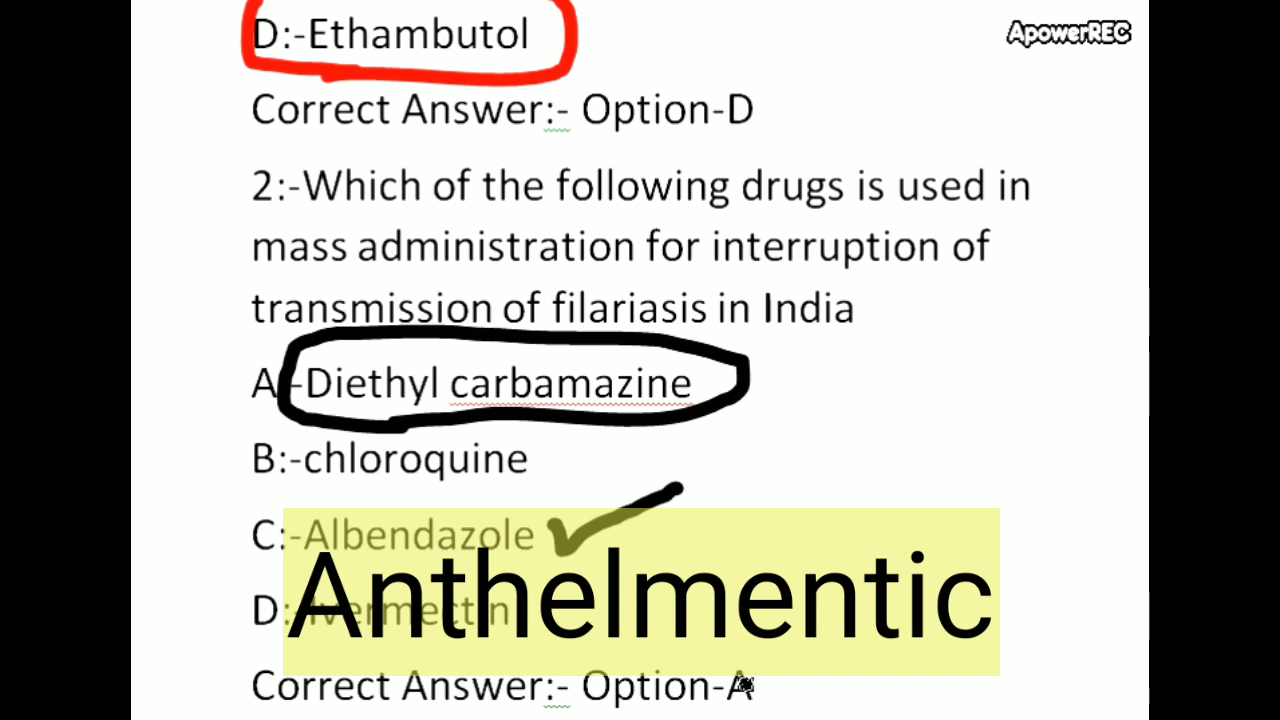 D:-Ethambutol
ApowerREC
Correct Answer:- Option-D
2:-Which of the following drugs is used in
mass administration for interruption of
transmission of filariasis in India
A:-Diethyl carbamazine
B:-chloroquine
C:-Albendazole
Anthelmentic
D:-Ivermectin
Correct Answer:- Option-A